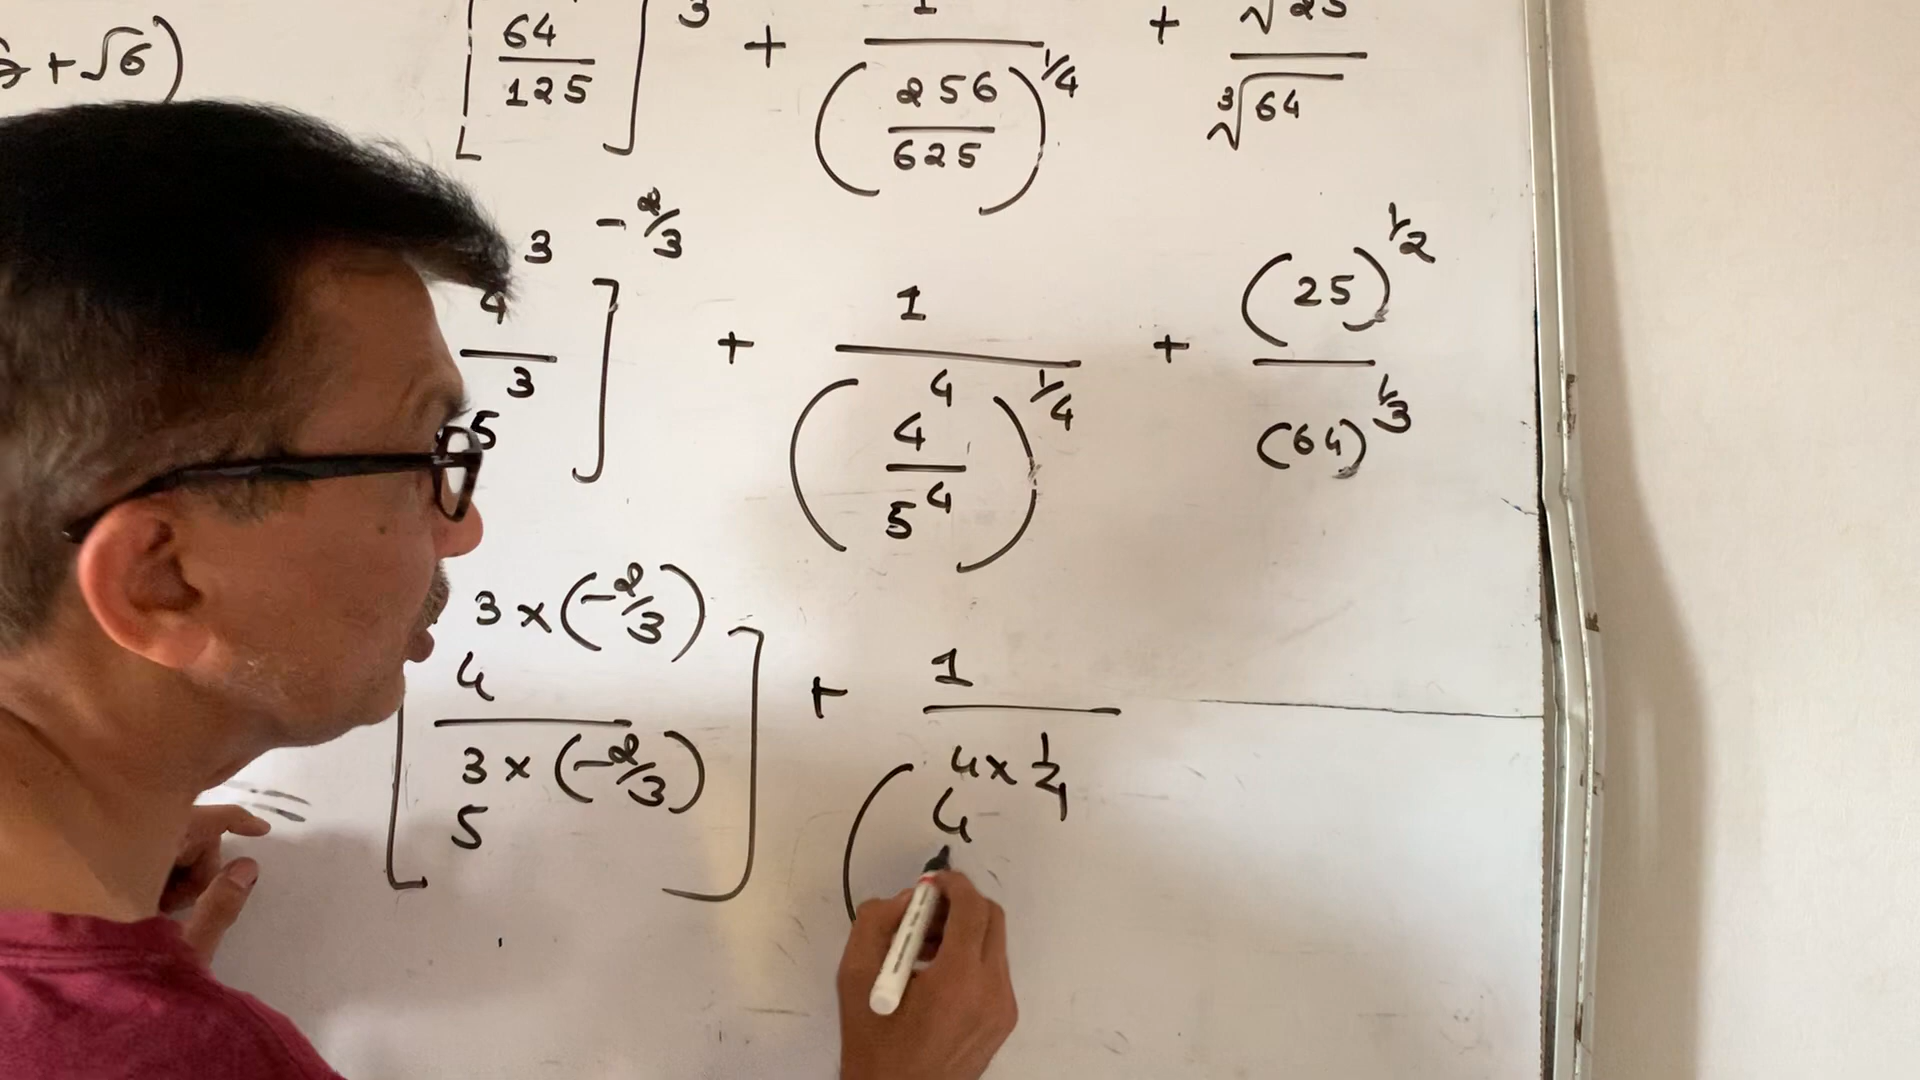 +√6)
[64/125]^3 + 1/(256/625)^(1/4) + √25/∛64
4^3/5^3]^(-2/3) + 1/(4^4/5^4)^(1/4) + (25)^(1/2)/(64)^(1/3)
[4^(3×(-2/3))/5^(3×(-2/3))] + 1/(4^(4×1/4)